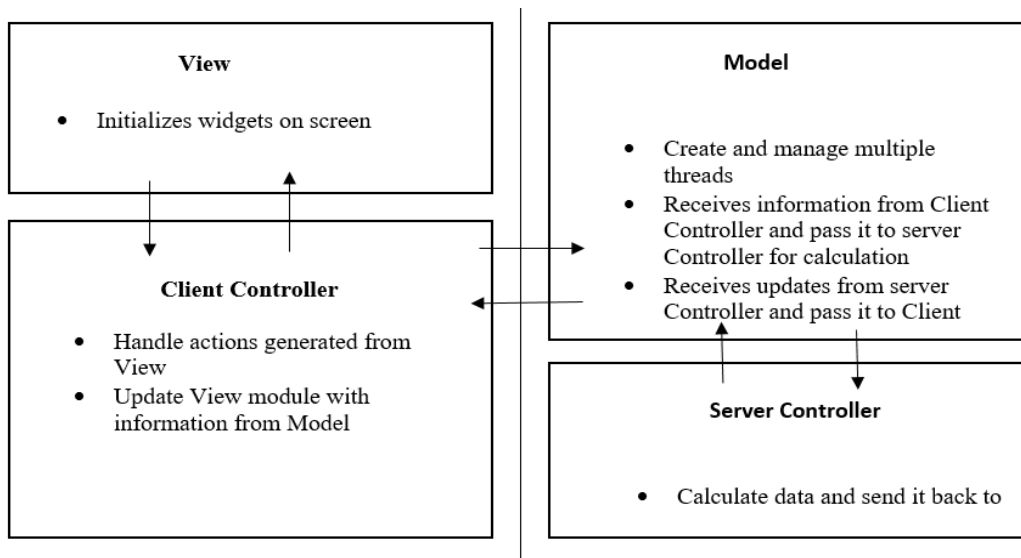 View
Initializes widgets on screen
Client Controller
Handle actions generated from
View
Update View module with
information from Model
Model
Create and manage multiple
threads
Receives information from Client
Controller and pass it to server
Controller for calculation
Receives updates from server
Controller and pass it to Client
Server Controller
Calculate data and send it back to